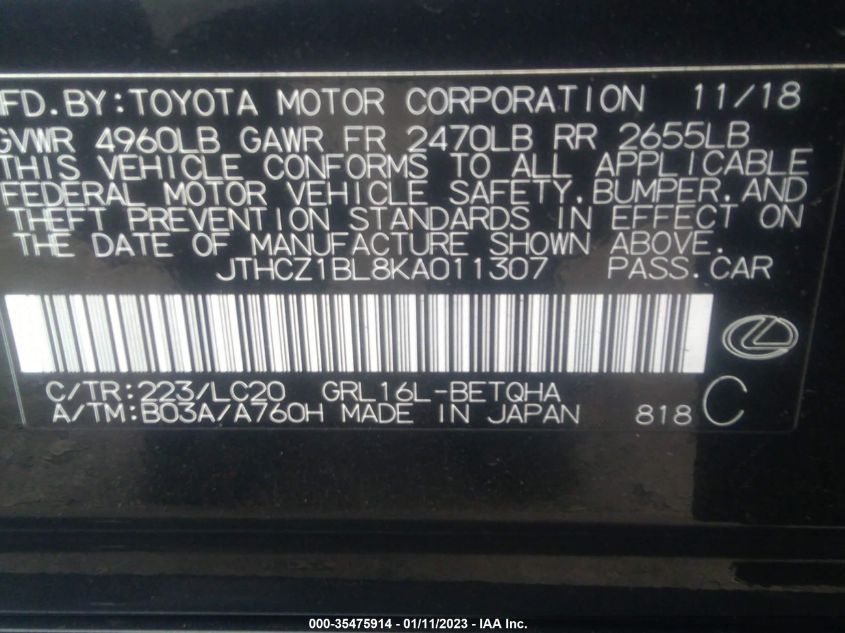 MFD.BY:TOYOTA MOTOR CORPORATION 11/18
GVWR 4960LB GAWR FR 2470LB RR 2655LB
THIS VEHICLE CONFORMS TO ALL APPLICABLE
FEDERAL MOTOR VEHICLE SAFETY,BUMPER,AND
THEFT PREVENTION STANDARDS IN EFFECT ON
THE DATE OF MANUFACTURE SHOWN ABOVE.
JTHCZ1BL8KA011307 PASS.CAR
C/TR:223/LC20 GRL16L-BETQHA
A/TM:B03A/A760H MADE IN JAPAN 818 C
000-35475914 - 01/11/2023 - IAA Inc.